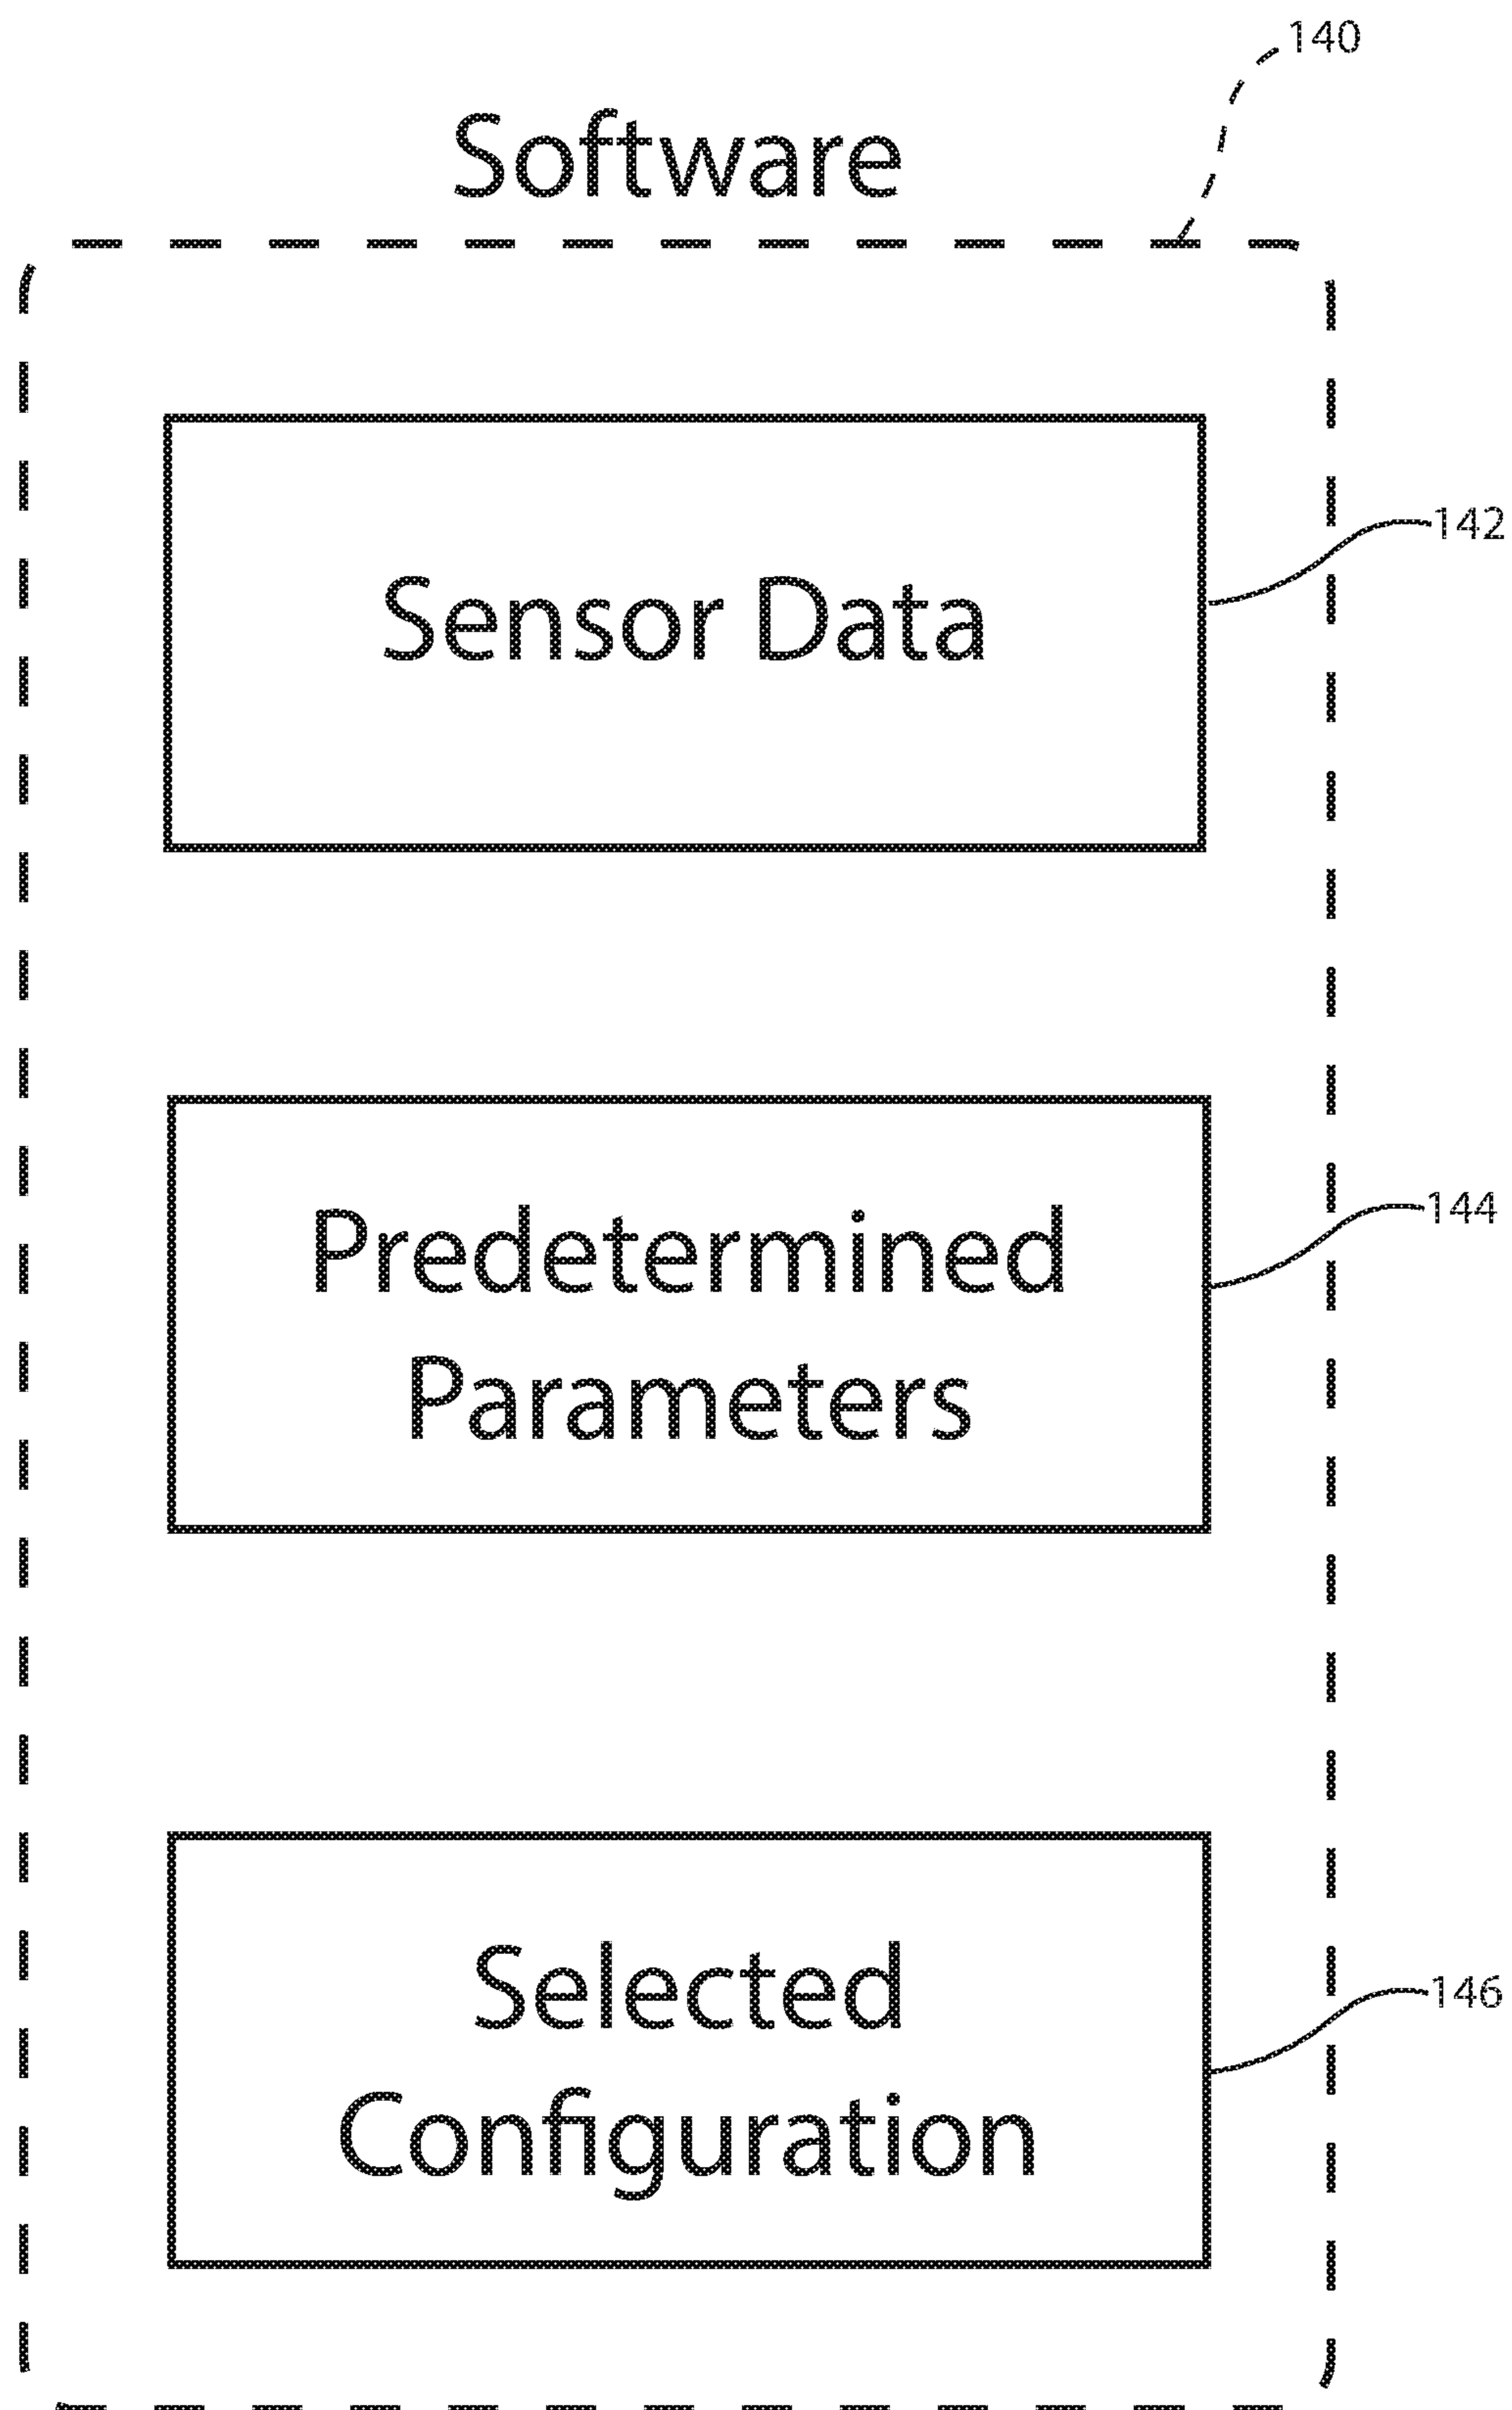 140
Software
Sensor Data
142
Predetermined
Parameters
144
Selected
Configuration
146